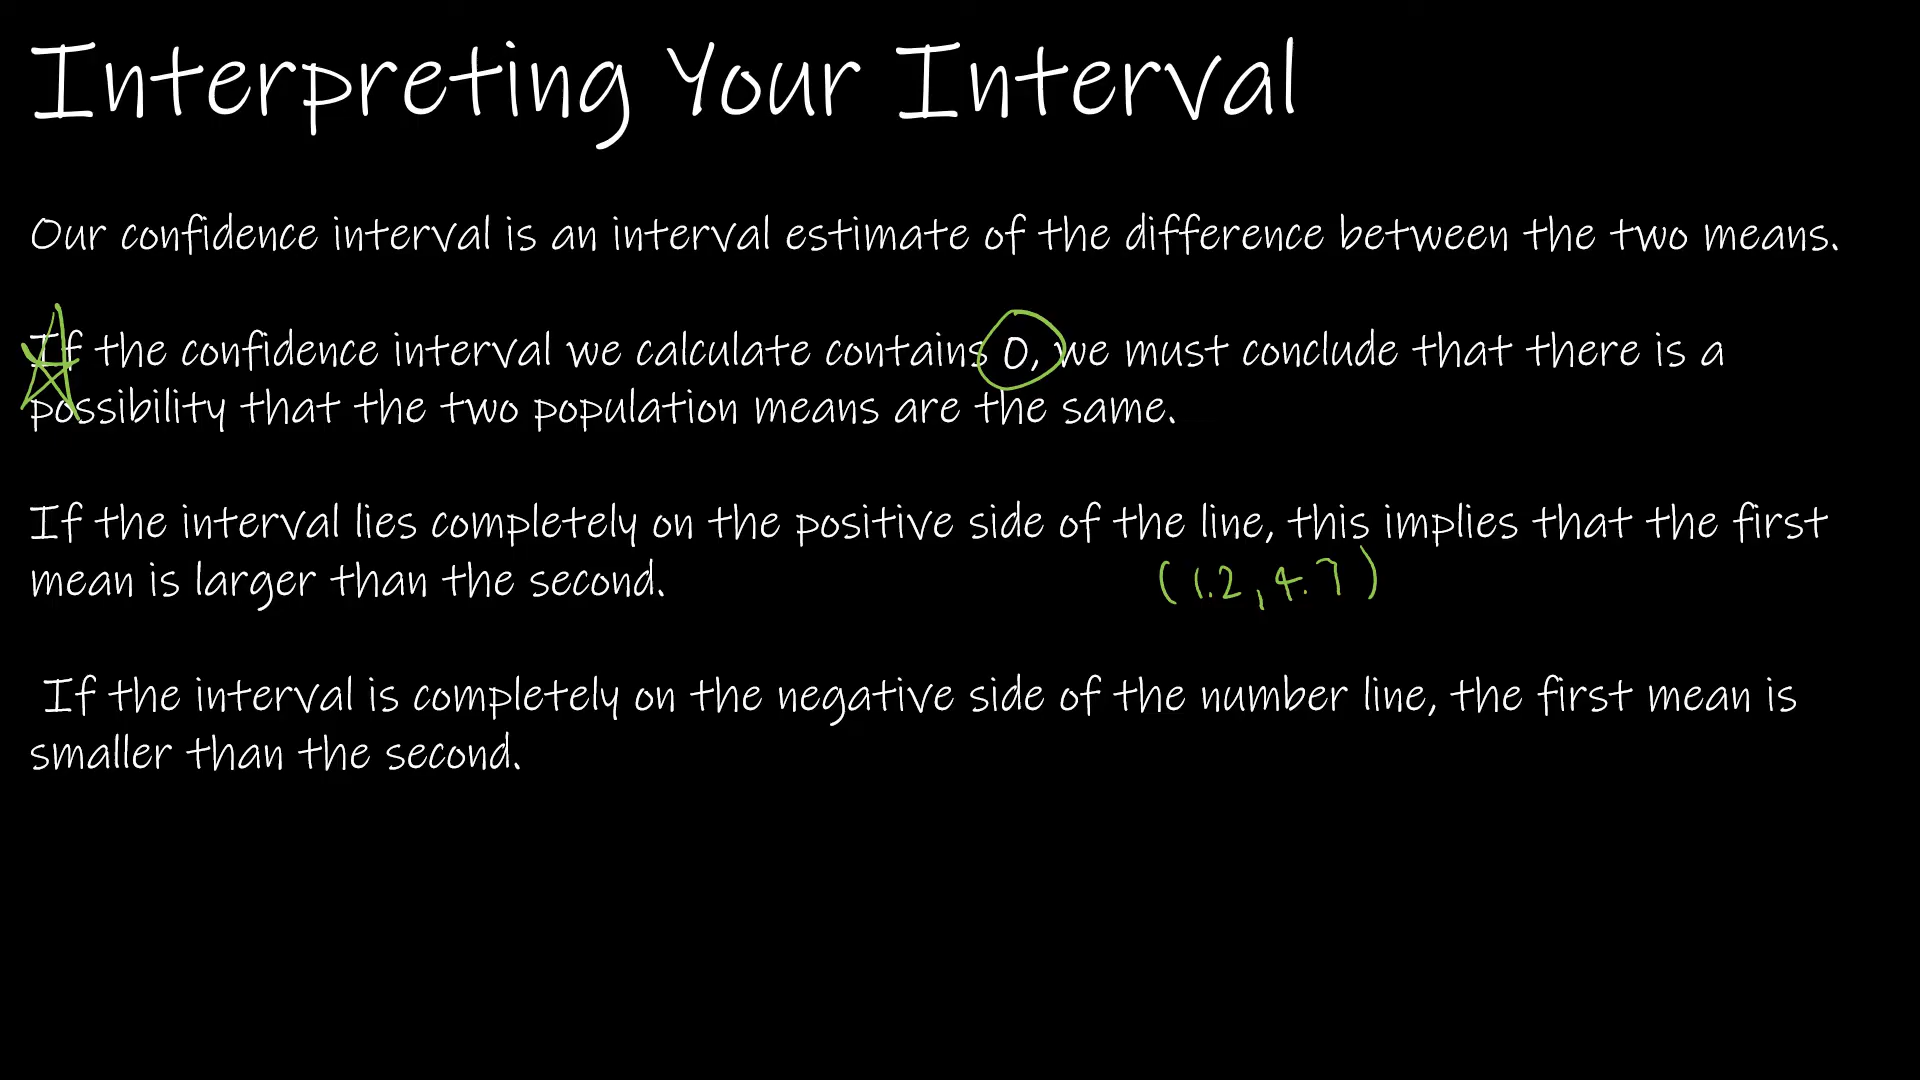 Interpreting Your Interval
Our confidence interval is an interval estimate of the difference between the two means.
If the confidence interval we calculate contains 0, we must conclude that there is a
possibility that the two population means are the same.
If the interval lies completely on the positive side of the line, this implies that the first
mean is larger than the second.
(1.2, 4.7)
If the interval is completely on the negative side of the number line, the first mean is
smaller than the second.